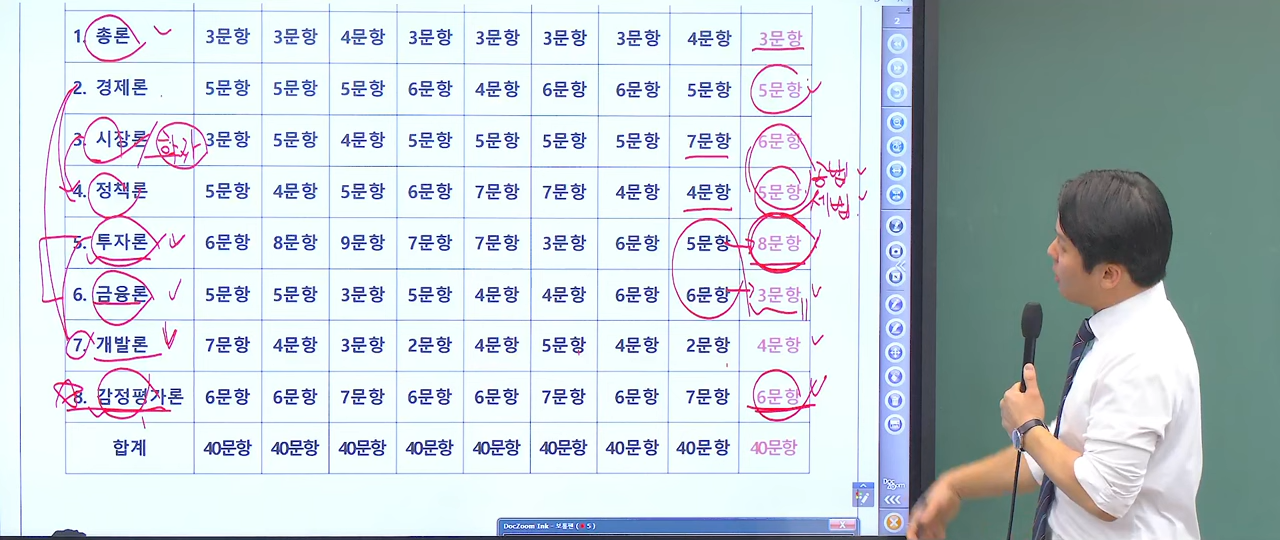 1. 총론 3문항 3문항 4문항 3문항 3문항 3문항 3문항 4문항 3문항
2. 경제론 5문항 5문항 5문항 6문항 4문항 6문항 6문항 5문항 5문항
3. 시장론 3문항 5문항 4문항 5문항 5문항 5문항 5문항 7문항 6문항
4. 정책론 5문항 4문항 5문항 6문항 7문항 7문항 4문항 4문항 5문항
5. 투자론 6문항 8문항 9문항 7문항 7문항 3문항 6문항 5문항 8문항
6. 금융론 5문항 5문항 3문항 5문항 4문항 4문항 6문항 6문항 3문항
7. 개발론 7문항 4문항 3문항 2문항 4문항 5문항 4문항 2문항 4문항
8. 감정평가론 6문항 6문항 7문항 6문항 6문항 7문항 6문항 7문항 6문항
합계 40문항 40문항 40문항 40문항 40문항 40문항 40문항 40문항 40문항
2
DocZoom Ink - 보통펜 ( 5 )